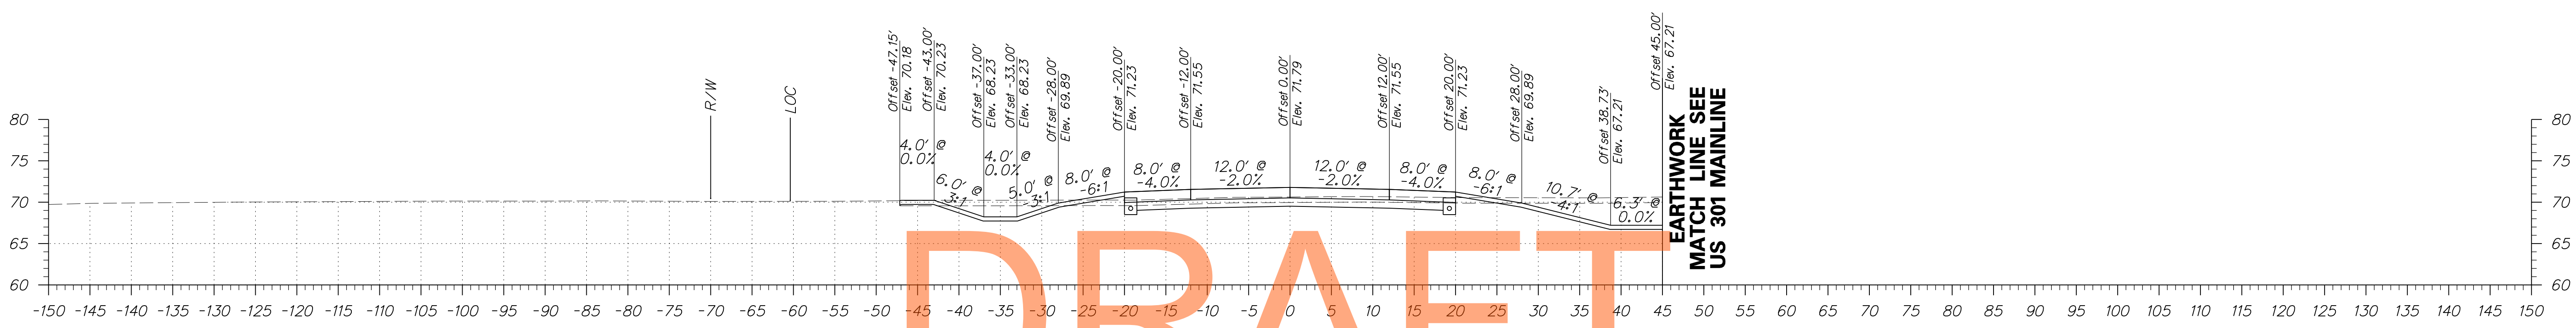 R/W
LOC
Offset -47.15'
Elev. 70.18
Offset -43.00'
Elev. 70.23
Offset -37.00'
Elev. 68.23
Offset -33.00'
Elev. 68.23
Offset -28.00'
Elev. 69.89
Offset -20.00'
Elev. 71.23
Offset -12.00'
Elev. 71.55
Offset 0.00'
Elev. 71.79
Offset 12.00'
Elev. 71.55
Offset 20.00'
Elev. 71.23
Offset 28.00'
Elev. 69.89
Offset 38.73'
Elev. 67.21
Offset 45.00'
Elev. 67.21
EARTHWORK
MATCH LINE SEE
US 301 MAINLINE
4.0' @
0.0%
6.0' @
3:1
4.0' @
0.0%
5.0' @
-3:1
8.0' @
-6:1
8.0' @
-4.0%
12.0' @
-2.0%
12.0' @
-2.0%
8.0' @
-4.0%
8.0' @
-6:1
10.7' @
-4:1
6.3' @
0.0%
80
75
70
65
60
80
75
70
65
60
DRAFT
-150 -145 -140 -135 -130 -125 -120 -115 -110 -105 -100 -95 -90 -85 -80 -75 -70 -65 -60 -55 -50 -45 -40 -35 -30 -25 -20 -15 -10 -5 0 5 10 15 20 25 30 35 40 45 50 55 60 65 70 75 80 85 90 95 100 105 110 115 120 125 130 135 140 145 150